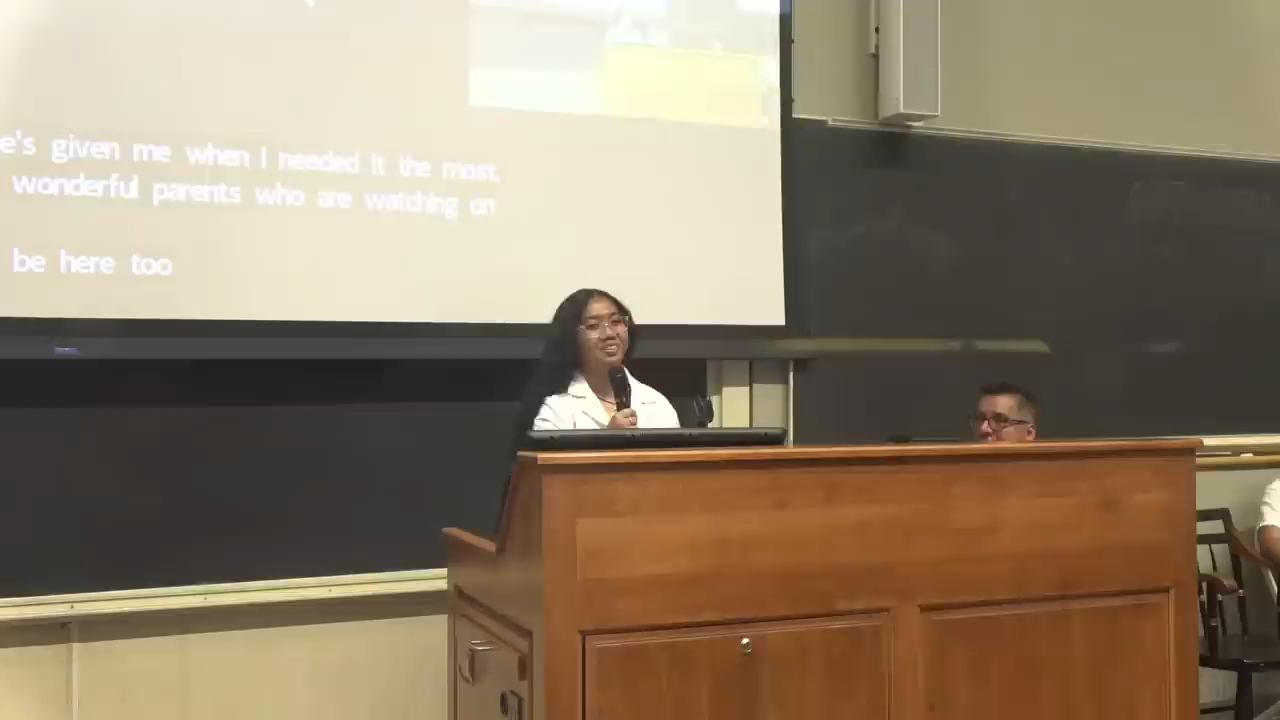 e's given me when I needed it the most.
wonderful parents who are watching on
be here too